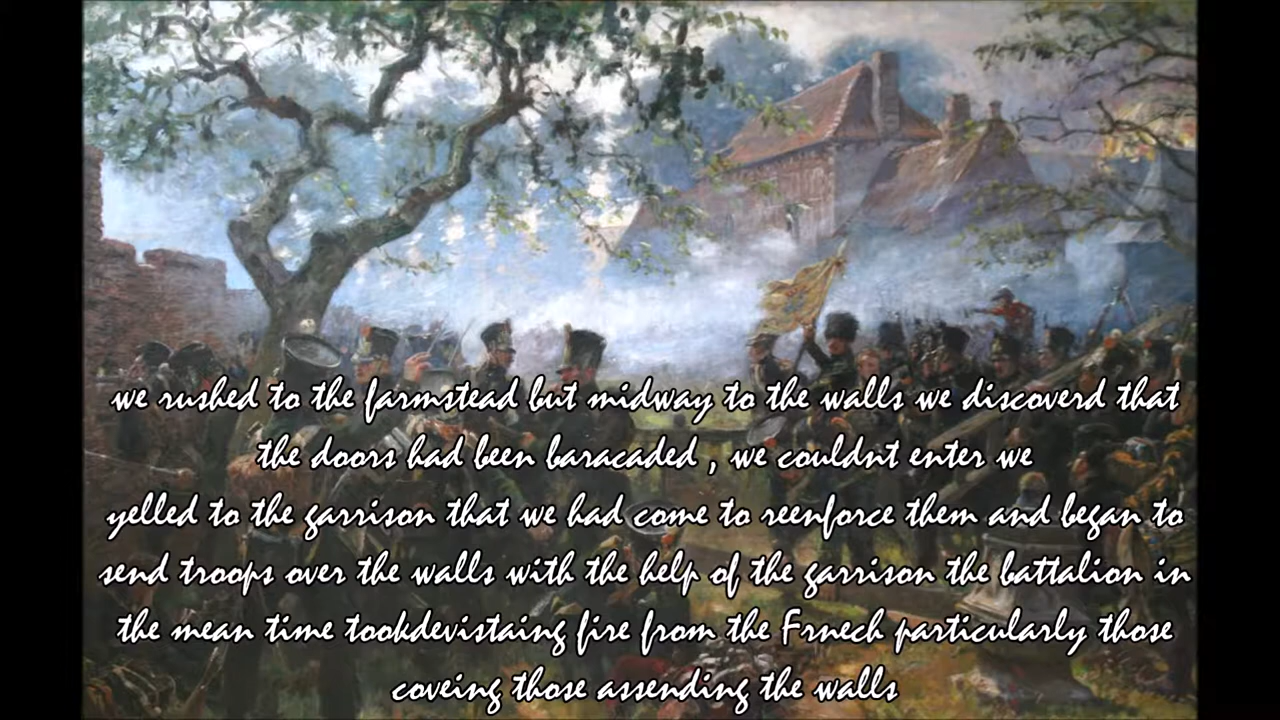 we rushed to the farmstead but midway to the walls we discoverd that
the doors had been baracaded , we couldnt enter we
yelled to the garrison that we had come to reenforce them and began to
send troops over the walls with the help of the garrison the battalion in
the mean time tookdevistaing fire from the Frnech particularly those
coveing those assending the walls